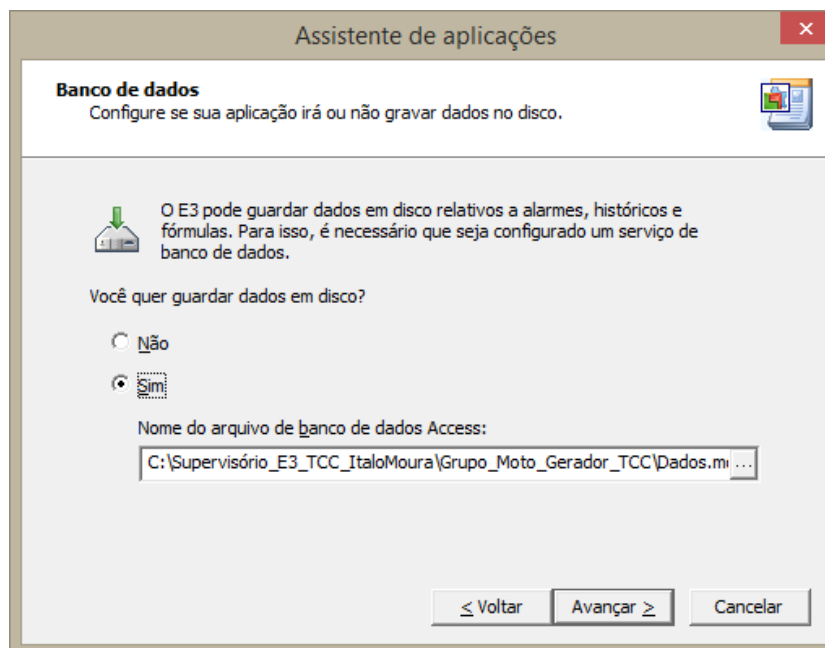 Assistente de aplicações
Banco de dados
Configure se sua aplicação irá ou não gravar dados no disco.
O E3 pode guardar dados em disco relativos a alarmes, históricos e
fórmulas. Para isso, é necessário que seja configurado um serviço de
banco de dados.
Você quer guardar dados em disco?
Não
Sim
Nome do arquivo de banco de dados Access:
C:\Supervisório_E3_TCC_ItaloMoura\Grupo_Moto_Gerador_TCC\Dados.m ...
< Voltar Avançar > Cancelar